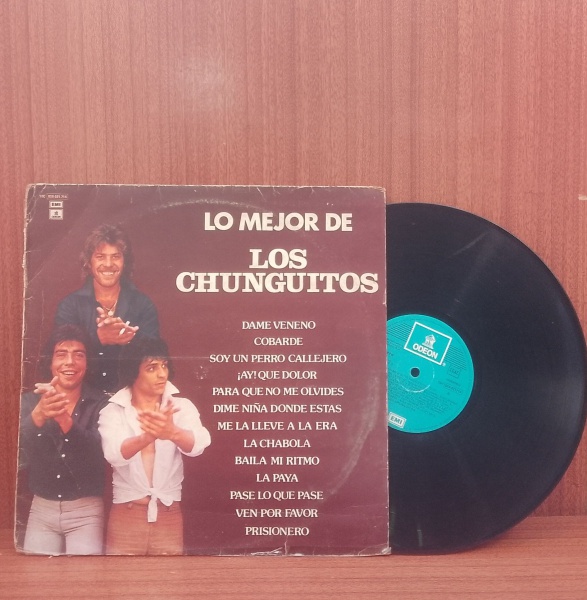 EMI
LO MEJOR DE
LOS
CHUNGUITOS
DAME VENENO
COBARDE
SOY UN PERRO CALLEJERO
¡AY! QUE DOLOR
PARA QUE NO ME OLVIDES
DIME NIÑA DONDE ESTAS
ME LA LLEVE A LA ERA
LA CHABOLA
BAILA MI RITMO
LA PAYA
PASE LO QUE PASE
VEN POR FAVOR
PRISIONERO
ODEON
EMI